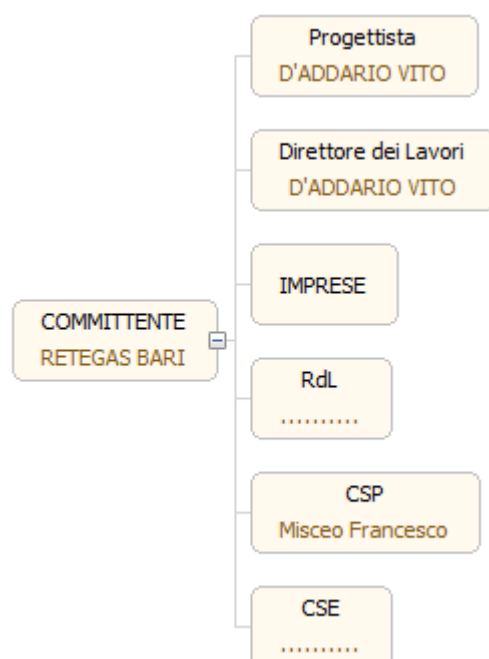 Progettista
D'ADDARIO VITO
Direttore dei Lavori
D'ADDARIO VITO
IMPRESE
COMMITTENTE
RETEGAS BARI
RdL
..........
CSP
Misceo Francesco
CSE
..........